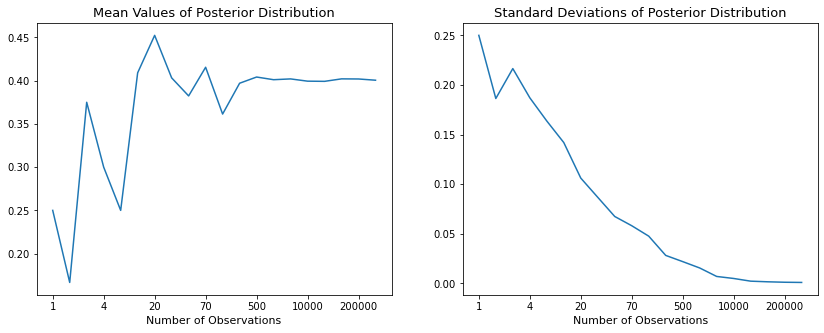 Mean Values of Posterior Distribution
0.45
0.40
0.35
0.30
0.25
0.20
1 4 20 70 500 10000 200000
Number of Observations
Standard Deviations of Posterior Distribution
0.25
0.20
0.15
0.10
0.05
0.00
1 4 20 70 500 10000 200000
Number of Observations